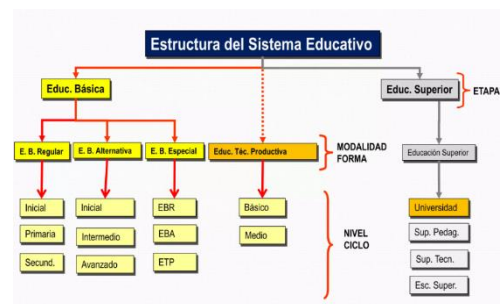 Estructura del Sistema Educativo
Educ. Básica
Educ. Superior
ETAPA
E. B. Regular
E. B. Alternativa
E. B. Especial
Educ. Téc. Productiva
MODALIDAD
FORMA
Educación Superior
Inicial
Inicial
EBR
Básico
Universidad
Primaria
Intermedio
EBA
Medio
NIVEL
CICLO
Sup. Pedag.
Secund.
Avanzado
ETP
Sup. Tecn.
Esc. Super.